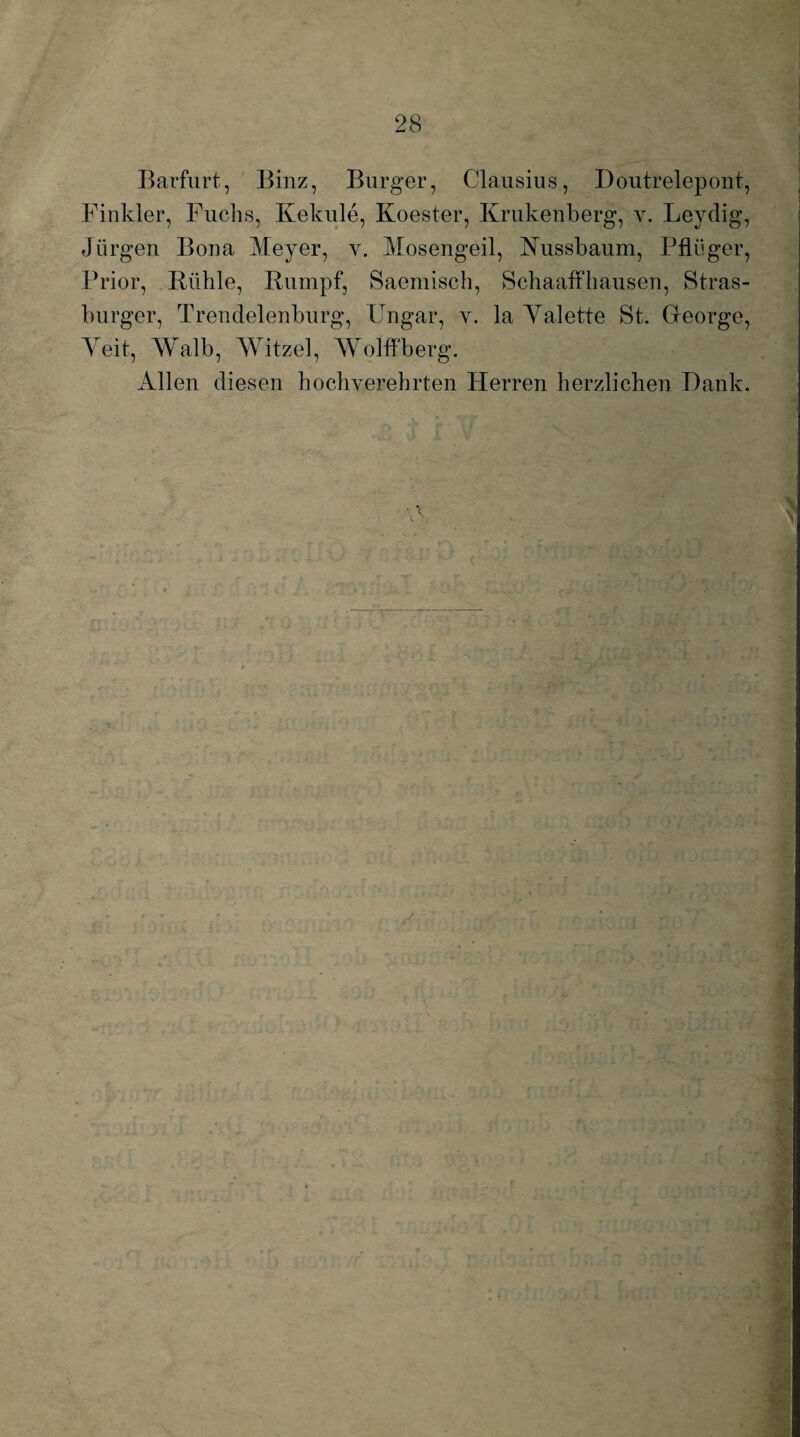 28
Barfurt, Binz, Burger, Clausius, Doutrelepont,
Finkler, Fuchs, Kekulé, Koester, Krukenberg, v. Leydig,
Jürgen Bona Meyer, v. Mosengeil, Nussbaum, Pflüger,
Prior, Rühle, Rumpf, Saemisch, Schaaffhausen, Stras-
burger, Trendelenburg, Ungar, v. la Valette St. George,
Veit, Walb, Witzel, Wolffberg.
Allen diesen hochverehrten Herren herzlichen Dank.